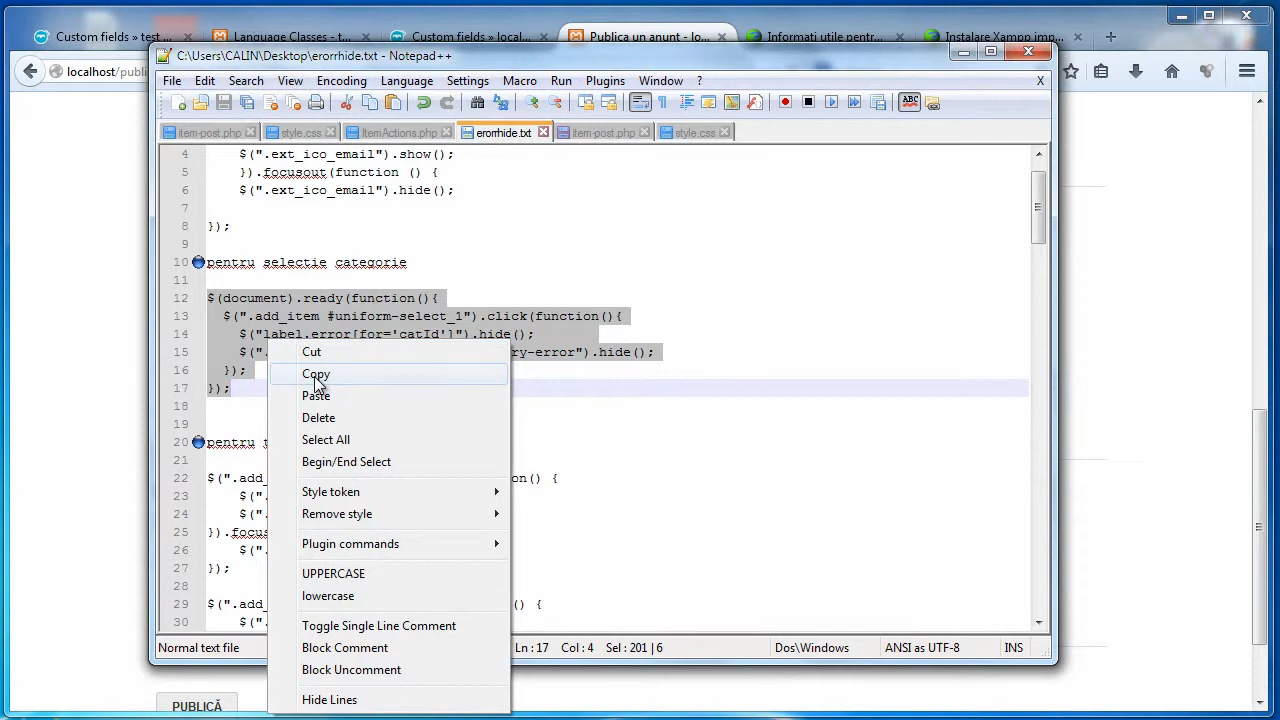 Custom fields » test ...
Language Classes - t...
Custom fields » local...
Publica un anunt - lo...
Informati utile pentr...
Instalare Xampp imp...
localhost/publi
C:\Users\CALIN\Desktop\erorrhide.txt - Notepad++
File Edit Search View Encoding Language Settings Macro Run Plugins Window ? X
item-post.php style.css ItemActions.php erorrhide.txt item-post.php style.css
4 $(".ext_ico_email").show();
5 }).focusout(function () {
6 $(".ext_ico_email").hide();
7
8 });
9
10 pentru selectie categorie
11
12 $(document).ready(function(){
13 $(".add_item #uniform-select_1").click(function(){
14 $("label.error[for='catId']").hide();
15 $(". ry-error").hide();
16 });
17 });
18
19
20 pentru t
21
22 $(".add_ on() {
23 $(".
24 $(".
25 }).focus
26 $(".
27 });
28
29 $(".add_ () {
30 $(".
Cut
Copy
Paste
Delete
Select All
Begin/End Select
Style token
Remove style
Plugin commands
UPPERCASE
lowercase
Toggle Single Line Comment
Block Comment
Block Uncomment
Hide Lines
Normal text file Ln : 17 Col : 4 Sel : 201 | 6 Dos\Windows ANSI as UTF-8 INS
PUBLICĂ